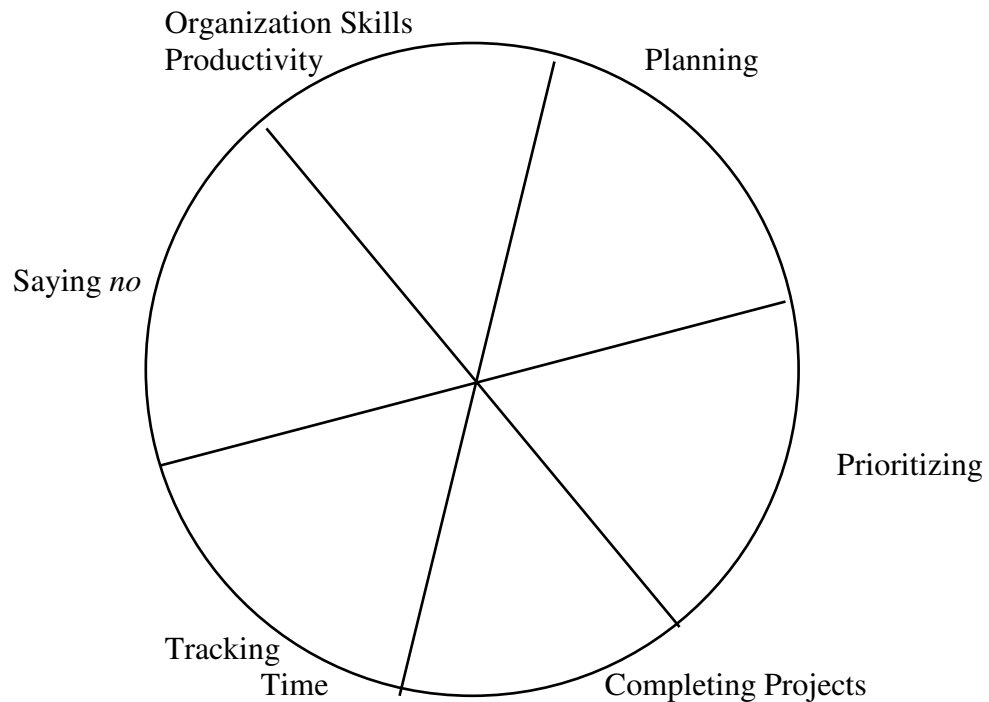 Organization Skills
Productivity
Planning
Saying no
Prioritizing
Tracking
Time
Completing Projects